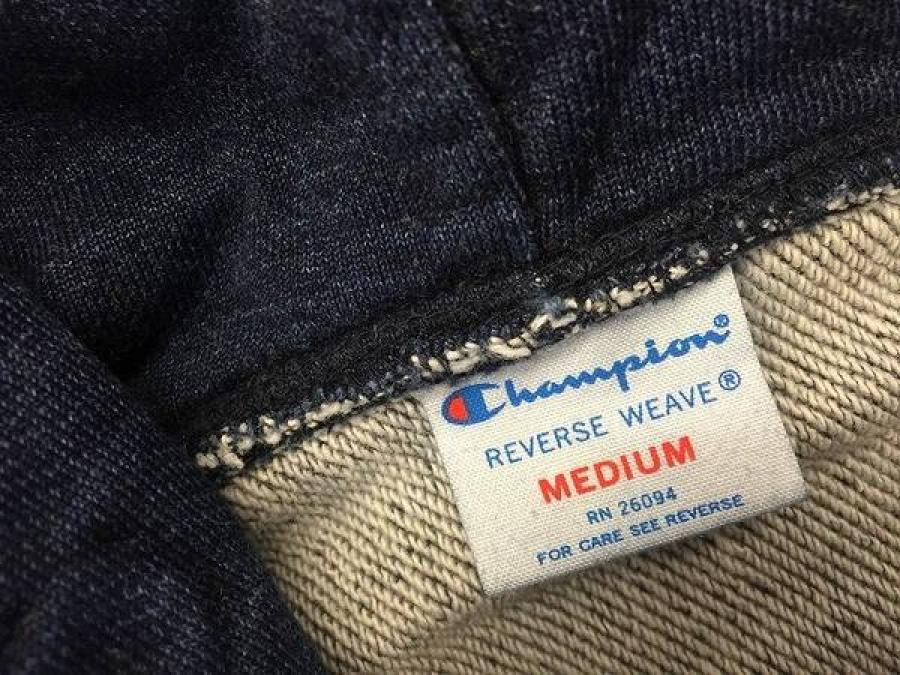 Champion®
REVERSE WEAVE®
MEDIUM
RN 26094
FOR CARE SEE REVERSE